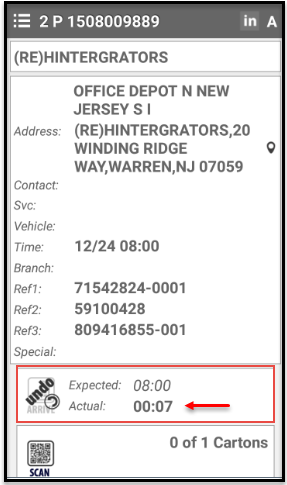 2 P 1508009889
in A
(RE)HINTERGRATORS
OFFICE DEPOT N NEW
JERSEY S I
Address: (RE)HINTERGRATORS,20
WINDING RIDGE
WAY,WARREN,NJ 07059
Contact:
Svc:
Vehicle:
Time: 12/24 08:00
Branch:
Ref1: 71542824-0001
Ref2: 59100428
Ref3: 809416855-001
Special:
undo
ARRIVE
Expected: 08:00
Actual: 00:07
0 of 1 Cartons
SCAN